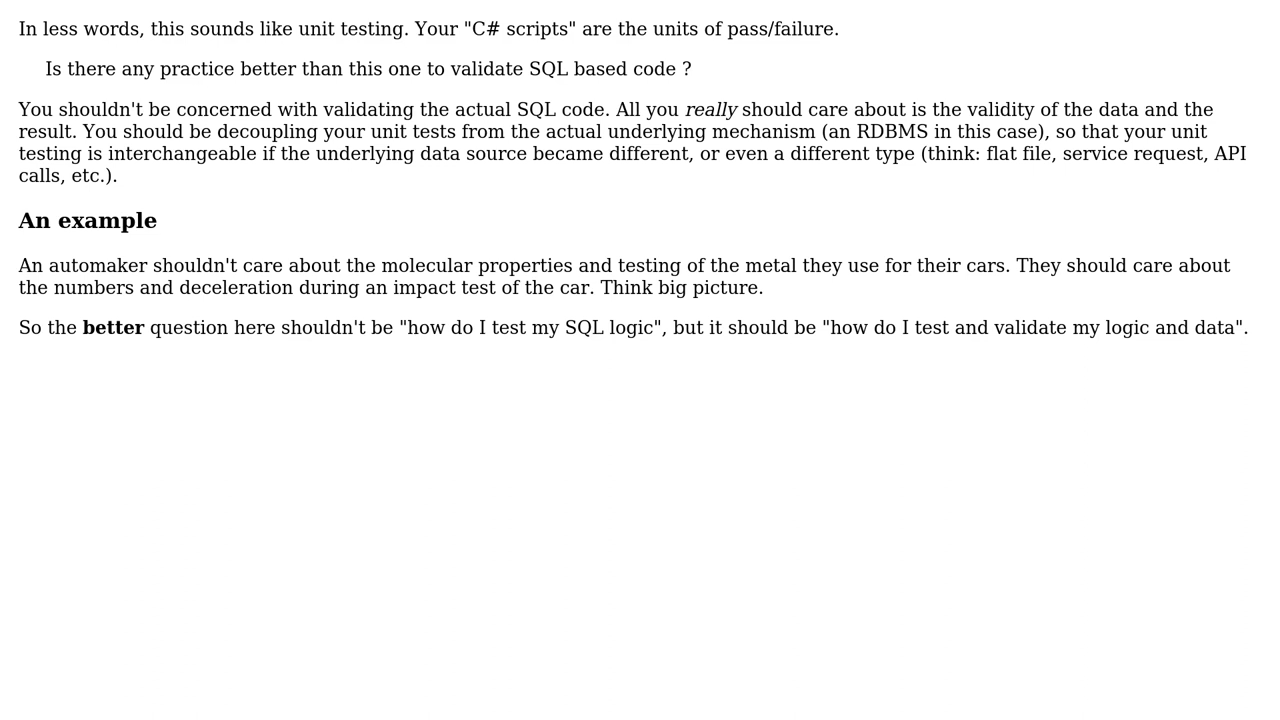 In less words, this sounds like unit testing. Your "C# scripts" are the units of pass/failure.
Is there any practice better than this one to validate SQL based code ?
You shouldn't be concerned with validating the actual SQL code. All you really should care about is the validity of the data and the
result. You should be decoupling your unit tests from the actual underlying mechanism (an RDBMS in this case), so that your unit
testing is interchangeable if the underlying data source became different, or even a different type (think: flat file, service request, API
calls, etc.).
An example
An automaker shouldn't care about the molecular properties and testing of the metal they use for their cars. They should care about
the numbers and deceleration during an impact test of the car. Think big picture.
So the better question here shouldn't be "how do I test my SQL logic", but it should be "how do I test and validate my logic and data".